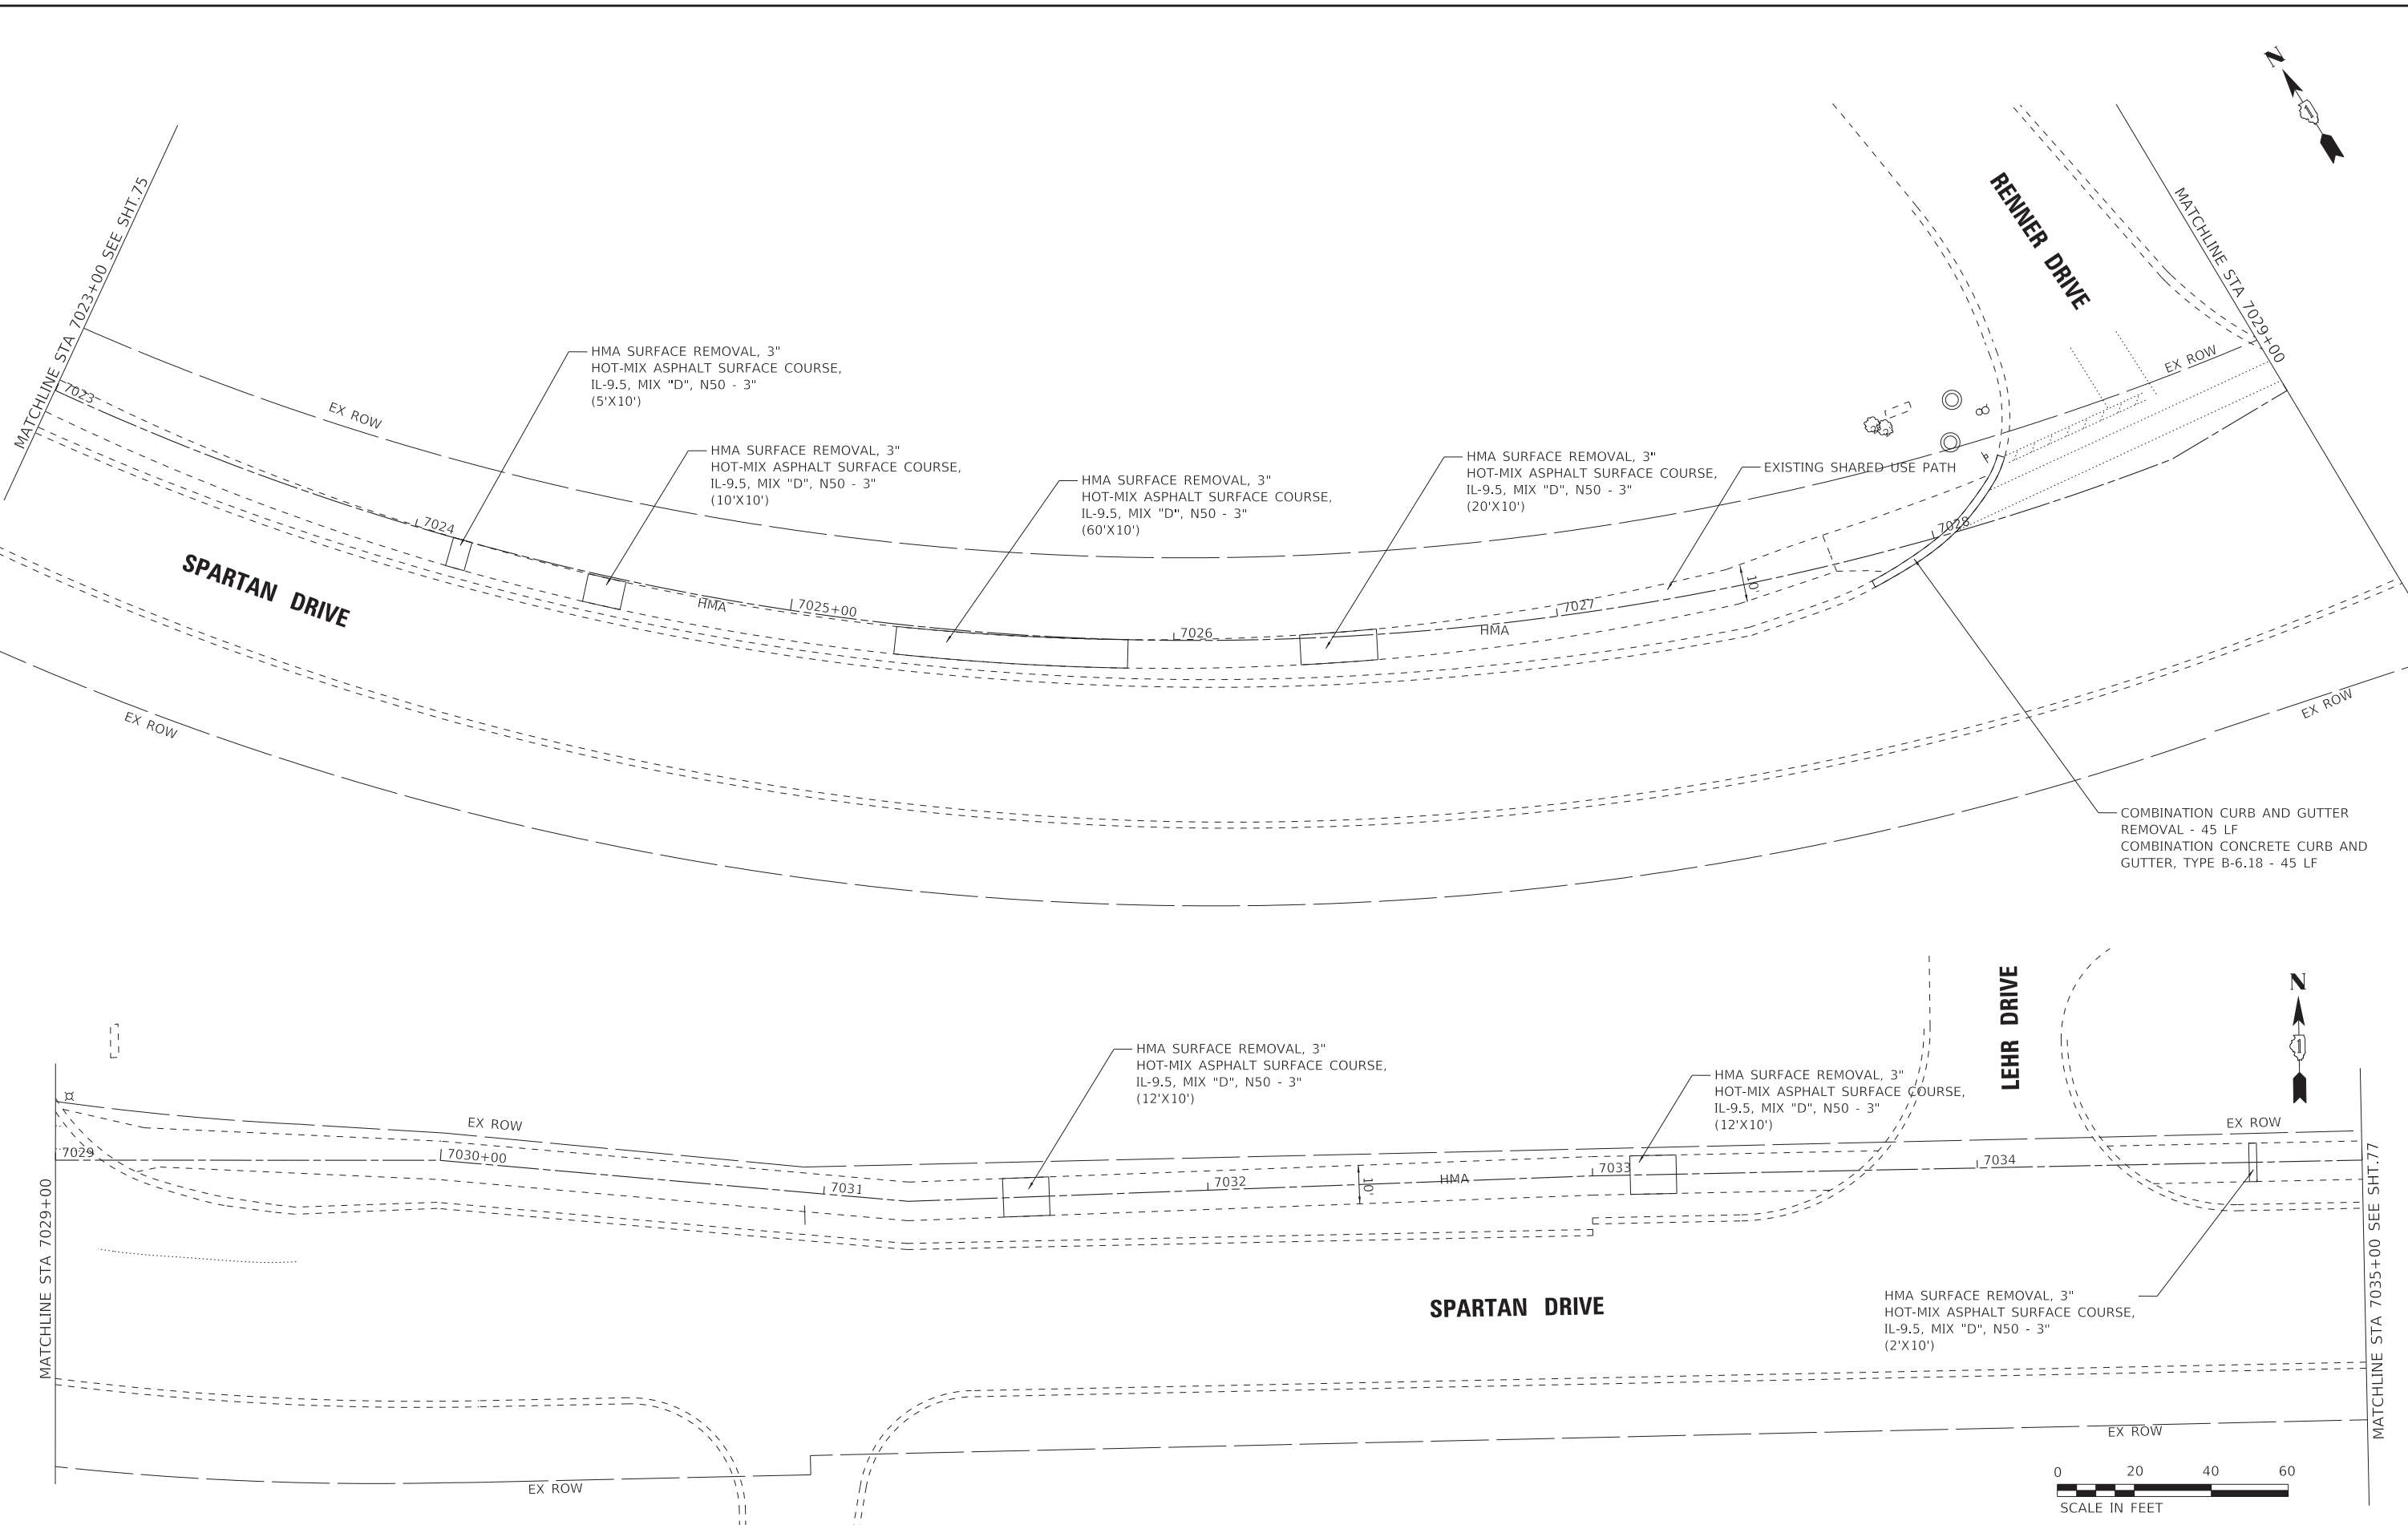 N
1
MATCHLINE STA 7023+00 SEE SHT.75
7023
EX ROW
HMA SURFACE REMOVAL, 3"
HOT-MIX ASPHALT SURFACE COURSE,
IL-9.5, MIX "D", N50 - 3"
(5'X10')
7024
HMA SURFACE REMOVAL, 3"
HOT-MIX ASPHALT SURFACE COURSE,
IL-9.5, MIX "D", N50 - 3"
(10'X10')
HMA
7025+00
HMA SURFACE REMOVAL, 3"
HOT-MIX ASPHALT SURFACE COURSE,
IL-9.5, MIX "D", N50 - 3"
(60'X10')
7026
HMA SURFACE REMOVAL, 3"
HOT-MIX ASPHALT SURFACE COURSE,
IL-9.5, MIX "D", N50 - 3"
(20'X10')
HMA
7027
EXISTING SHARED USE PATH
10'
7028
RENNER DRIVE
EX ROW
MATCHLINE STA 7029+00
SPARTAN DRIVE
EX ROW
EX ROW
COMBINATION CURB AND GUTTER
REMOVAL - 45 LF
COMBINATION CONCRETE CURB AND
GUTTER, TYPE B-6.18 - 45 LF
MATCHLINE STA 7029+00
7029
EX ROW
7030+00
7031
HMA SURFACE REMOVAL, 3"
HOT-MIX ASPHALT SURFACE COURSE,
IL-9.5, MIX "D", N50 - 3"
(12'X10')
7032
10'
HMA
7033
HMA SURFACE REMOVAL, 3"
HOT-MIX ASPHALT SURFACE COURSE,
IL-9.5, MIX "D", N50 - 3"
(12'X10')
LEHR DRIVE
7034
N
1
EX ROW
HMA SURFACE REMOVAL, 3"
HOT-MIX ASPHALT SURFACE COURSE,
IL-9.5, MIX "D", N50 - 3"
(2'X10')
MATCHLINE STA 7035+00 SEE SHT.77
SPARTAN DRIVE
EX ROW
EX ROW
0 20 40 60
SCALE IN FEET